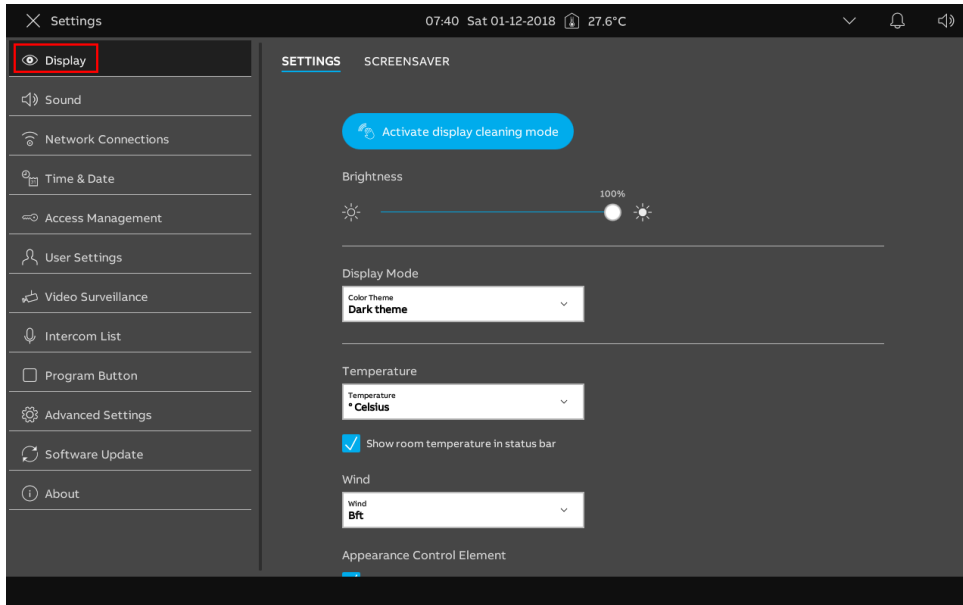 Settings
07:40 Sat 01-12-2018 27.6°C
Display
Sound
Network Connections
Time & Date
Access Management
User Settings
Video Surveillance
Intercom List
Program Button
Advanced Settings
Software Update
About
SETTINGS SCREENSAVER
Activate display cleaning mode
Brightness
100%
Display Mode
Color Theme
Dark theme
Temperature
Temperature
° Celsius
Show room temperature in status bar
Wind
Wind
Bft
Appearance Control Element